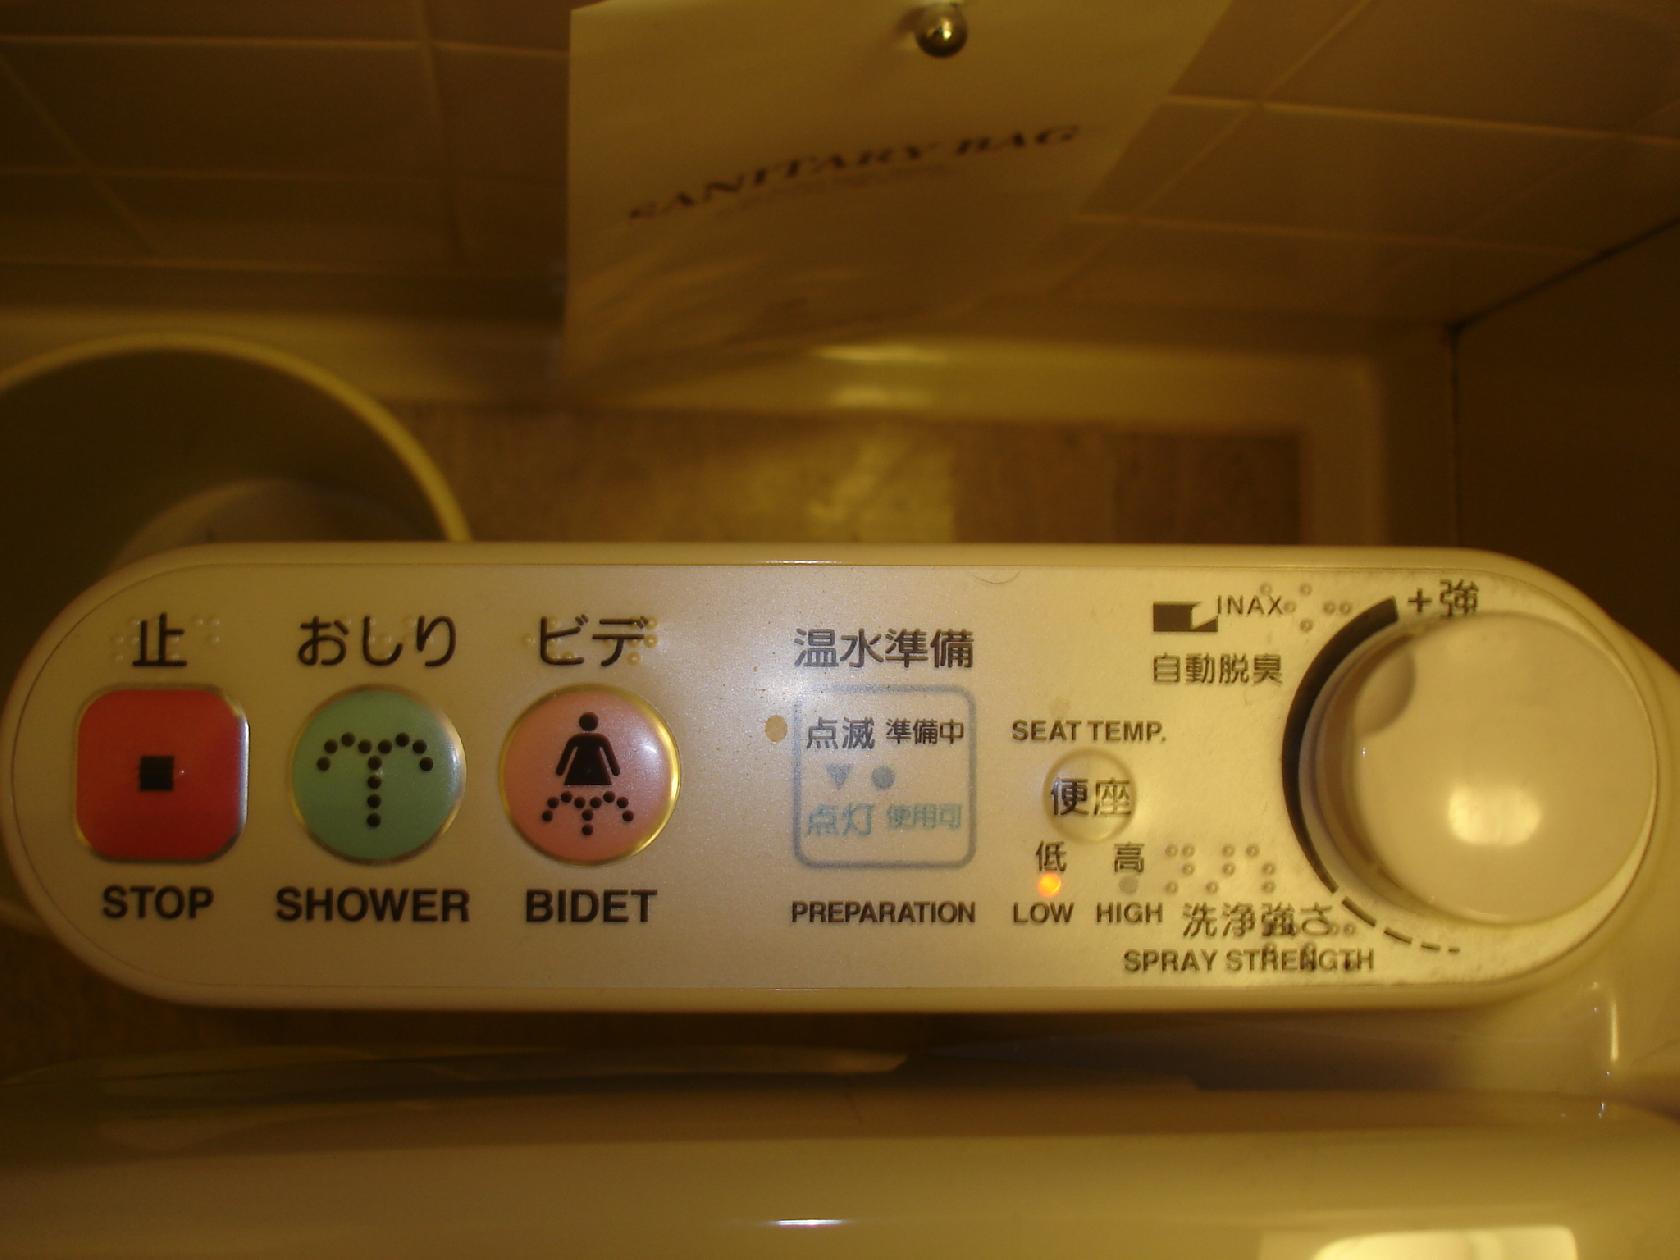 SANITARY BAG
止
おしり
ビデ
STOP
SHOWER
BIDET
温水準備
点滅 準備中
点灯 使用可
PREPARATION
SEAT TEMP.
便座
低 高
LOW HIGH
INAX
自動脱臭
+強
洗浄強さ
SPRAY STRENGTH